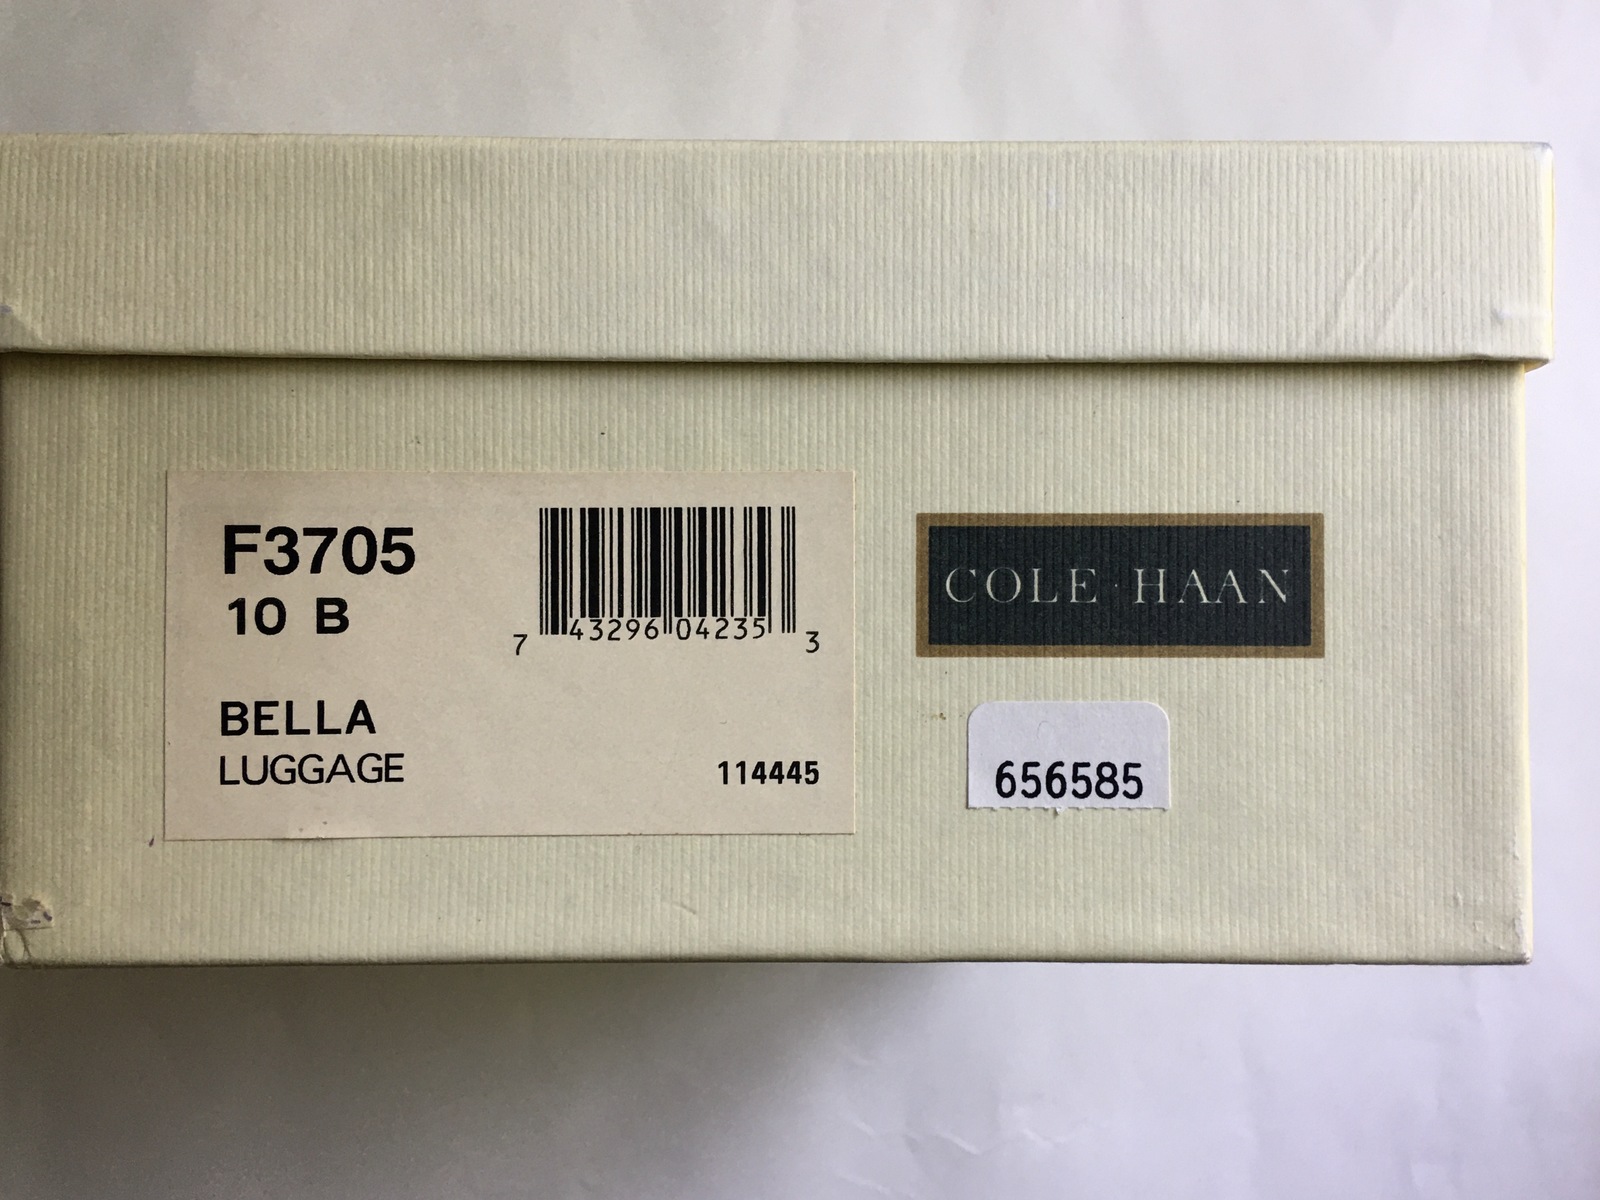 F3705
10 B
7 43296 04235 3
BELLA
LUGGAGE
114445
COLE·HAAN
656585